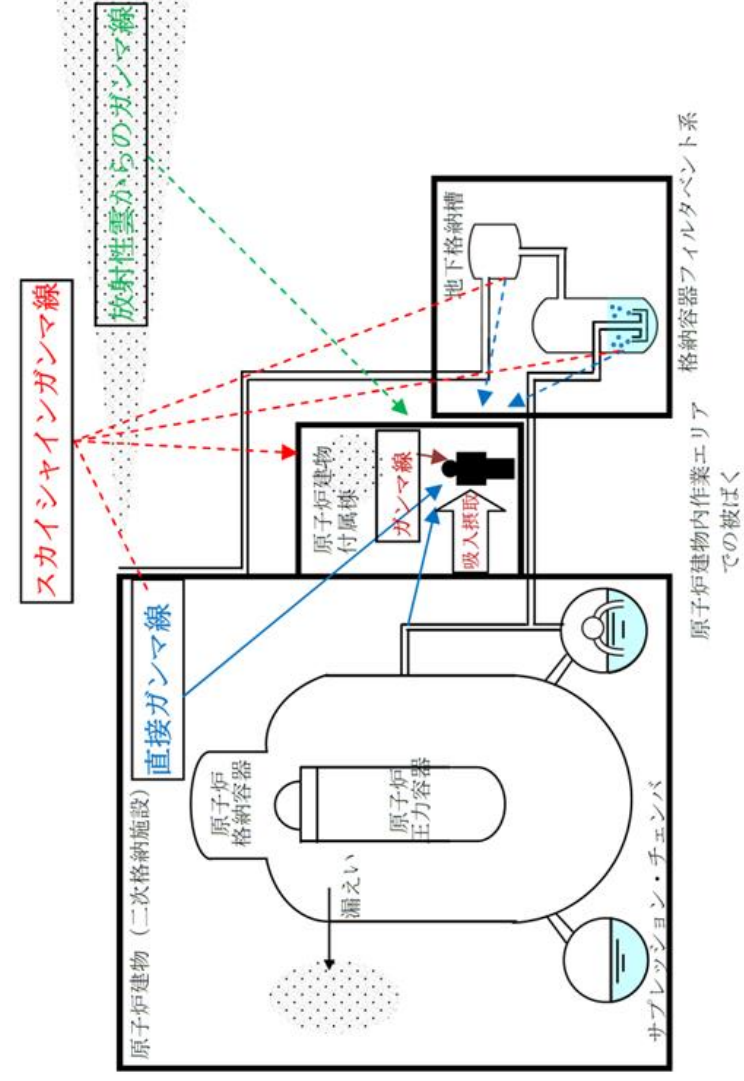 スカイシャインガンマ線
放射性雲からのガンマ線
原子炉建物（二次格納施設）
直接ガンマ線
原子炉建物
付属棟
ガンマ線
吸入摂取
地下格納槽
原子炉
格納容器
原子炉
圧力容器
漏えい
サプレッション・チェンバ
原子炉建物内作業エリア
での被ばく
格納容器フィルタベント系